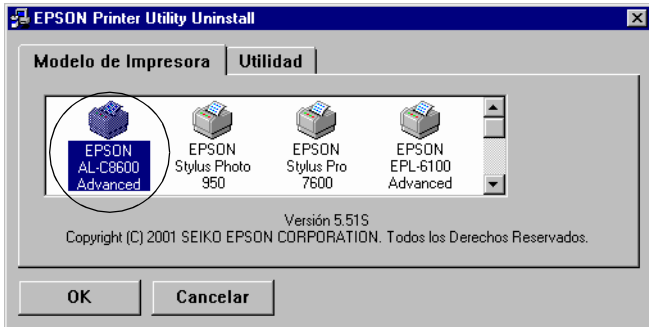 EPSON Printer Utility Uninstall
Modelo de Impresora
Utilidad
EPSON AL-C8600 Advanced
EPSON Stylus Photo 950
EPSON Stylus Pro 7600
EPSON EPL-6100 Advanced
Versión 5.51S
Copyright (C) 2001 SEIKO EPSON CORPORATION. Todos los Derechos Reservados.
OK
Cancelar